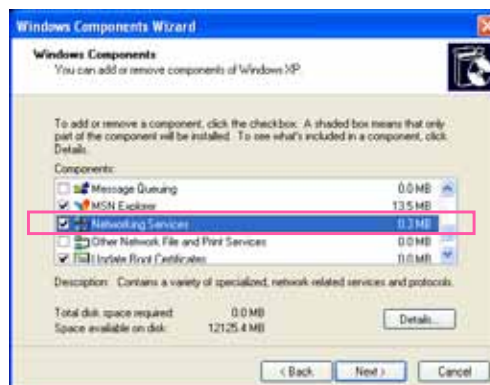 Windows Components Wizard
Windows Components
You can add or remove components of Windows XP.
To add or remove a component, click the checkbox. A shaded box means that only
part of the component will be installed. To see what's included in a component, click
Details.
Components:
Message Queuing 0.0 MB
MSN Explorer 13.5 MB
Networking Services 0.3 MB
Other Network File and Print Services 0.0 MB
Update Root Certificates 0.0 MB
Description: Contains a variety of specialized, network-related services and protocols.
Total disk space required: 0.0 MB
Space available on disk: 12125.4 MB
Details...
< Back
Next >
Cancel